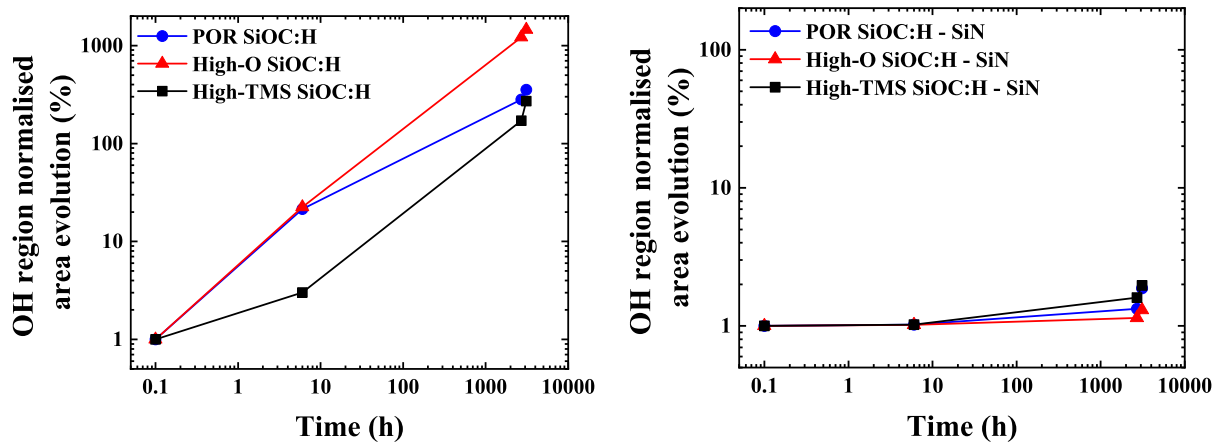 OH region normalised
area evolution (%)
1000
100
10
1
POR SiOC:H
High-O SiOC:H
High-TMS SiOC:H
0.1 1 10 100 1000 10000
Time (h)
OH region normalised
area evolution (%)
100
10
1
POR SiOC:H - SiN
High-O SiOC:H - SiN
High-TMS SiOC:H - SiN
0.1 1 10 100 1000 10000
Time (h)